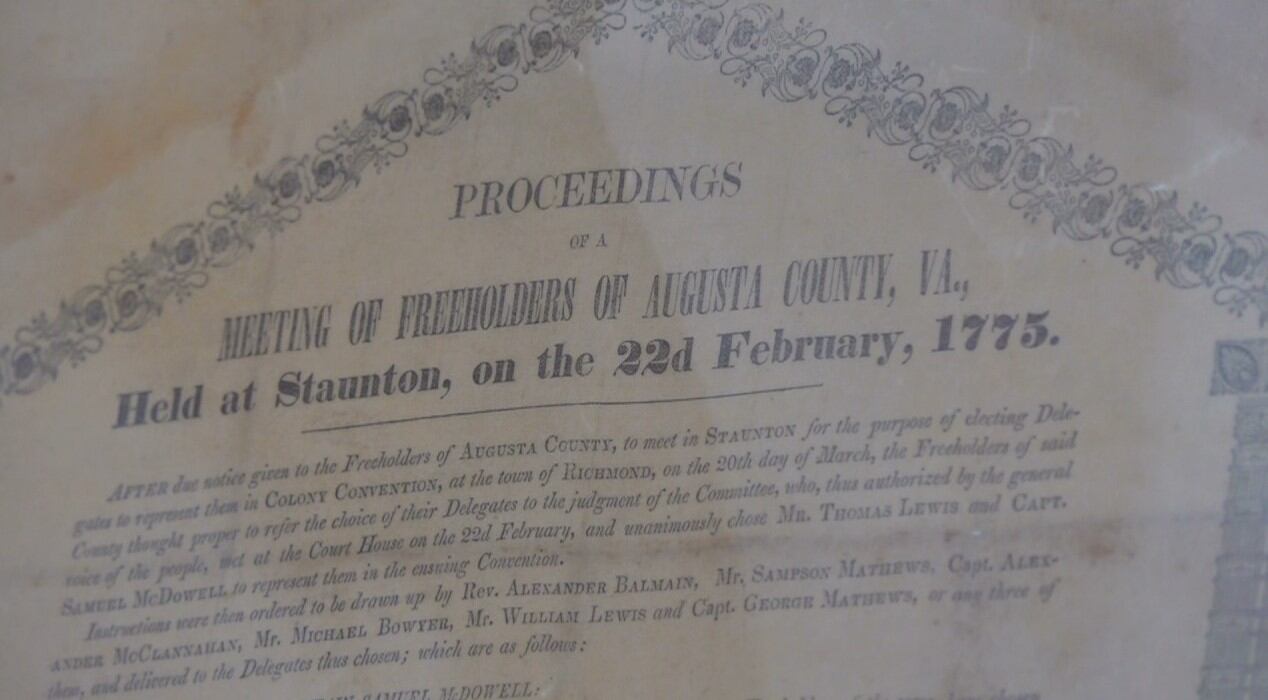 PROCEEDINGS
OF A
MEETING OF FREEHOLDERS OF AUGUSTA COUNTY, VA.,
Held at Staunton, on the 22d February, 1775.
AFTER due notice given to the Freeholders of AUGUSTA COUNTY, to meet in STAUNTON for the purpose of electing Dele-
gates to represent them in COLONY CONVENTION, at the town of RICHMOND, on the 20th day of March, the Freeholders of said
County thought proper to refer the choice of their Delegates to the judgment of the Committee, who, thus authorized by the general
voice of the people, met at the Court House on the 22d February, and unanimously chose MR. THOMAS LEWIS and CAPT.
SAMUEL MCDOWELL to represent them in the ensuing Convention.
Instructions were then ordered to be drawn up by Rev. ALEXANDER BALMAIN, Mr. SAMPSON MATHEWS, Capt. ALEX-
ANDER MCCLANNAHAN, Mr. MICHAEL BOWYER, Mr. WILLIAM LEWIS and Capt. GEORGE MATHEWS, or any three of
them, and delivered to the Delegates thus chosen; which are as follows:
SAMUEL MCDOWELL: